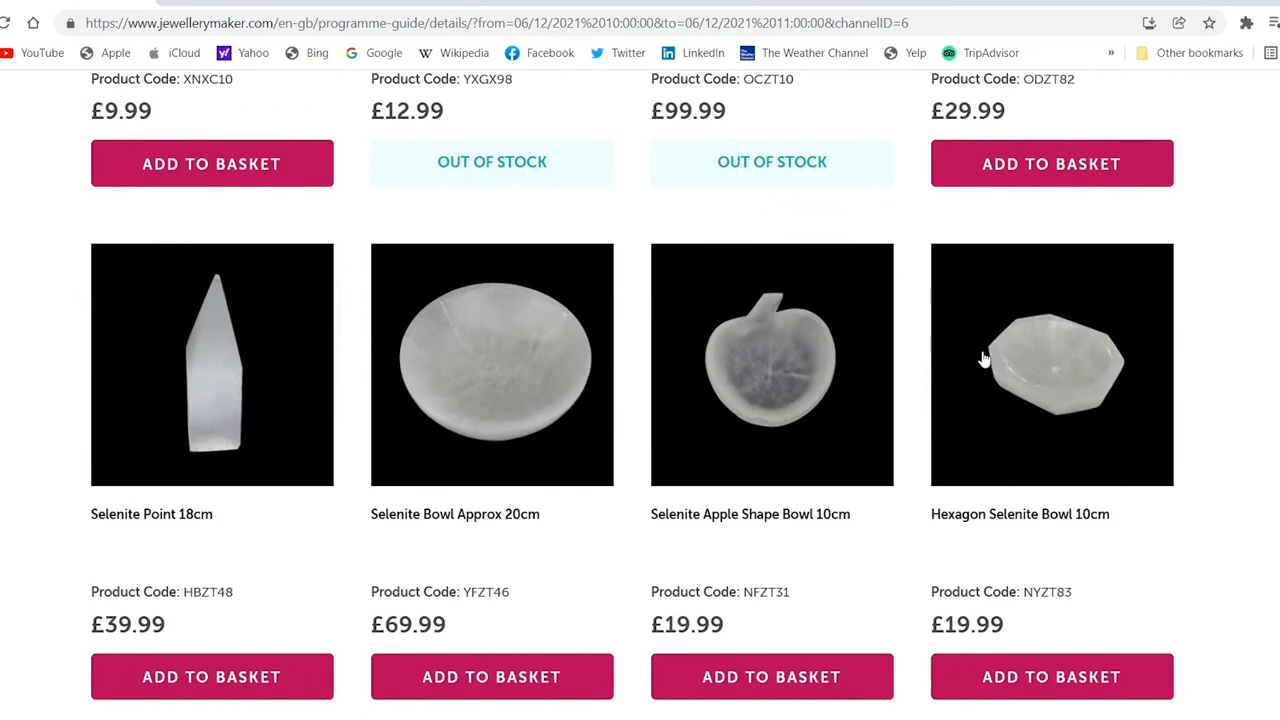 https://www.jewellerymaker.com/en-gb/programme-guide/details/?from=06/12/2021%2010:00:00&to=06/12/2021%2011:00:00&channelID=6
YouTube Apple iCloud Yahoo Bing Google Wikipedia Facebook Twitter LinkedIn The Weather Channel Yelp TripAdvisor » Other bookmarks
Product Code: XNXC10 Product Code: YXGX98 Product Code: OCZT10 Product Code: ODZT82
£9.99 £12.99 £99.99 £29.99
ADD TO BASKET OUT OF STOCK OUT OF STOCK ADD TO BASKET
Selenite Point 18cm Selenite Bowl Approx 20cm Selenite Apple Shape Bowl 10cm Hexagon Selenite Bowl 10cm
Product Code: HBZT48 Product Code: YFZT46 Product Code: NFZT31 Product Code: NYZT83
£39.99 £69.99 £19.99 £19.99
ADD TO BASKET ADD TO BASKET ADD TO BASKET ADD TO BASKET